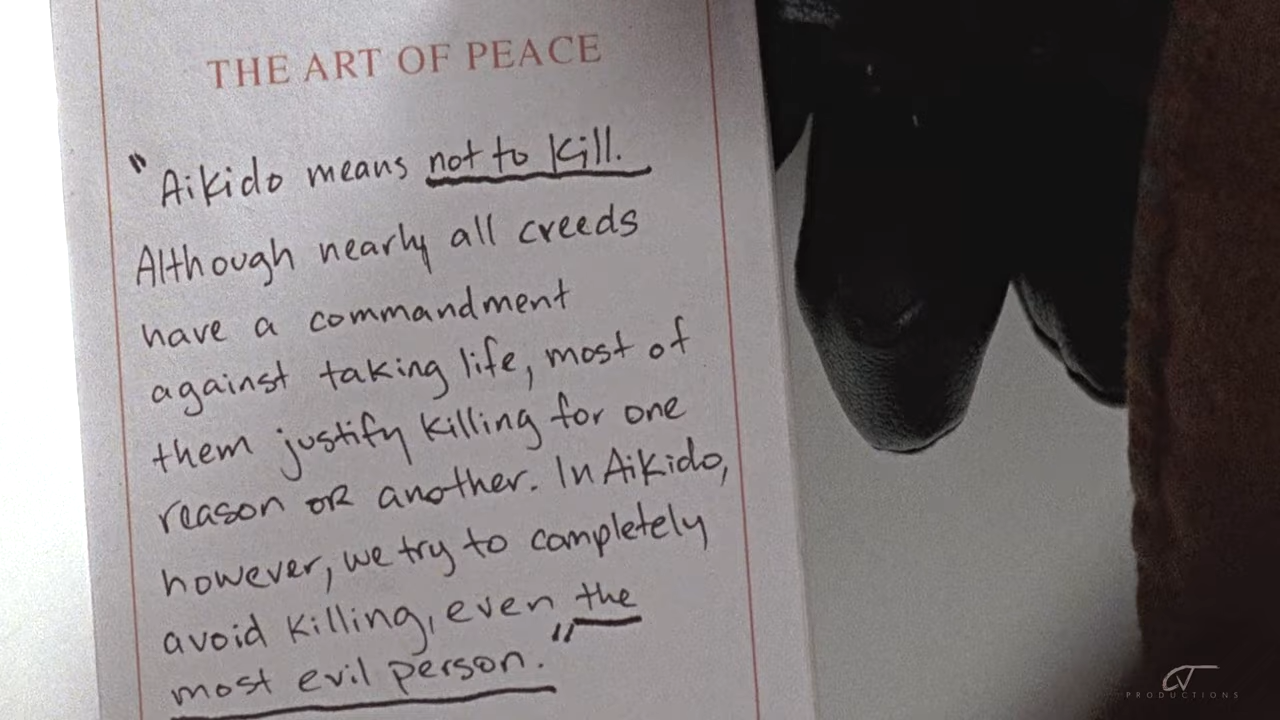 THE ART OF PEACE
"Aikido means not to kill.
Although nearly all creeds
have a commandment
against taking life, most of
them justify killing for one
reason or another. In Aikido,
however, we try to completely
avoid killing, even the
most evil person."
CVT
PRODUCTIONS